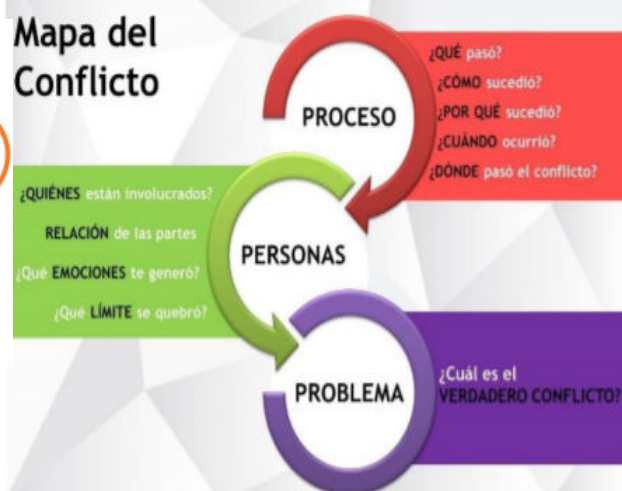 Mapa del
Conflicto
PROCESO
¿QUÉ pasó?
¿CÓMO sucedió?
¿POR QUÉ sucedió?
¿CUÁNDO ocurrió?
¿DÓNDE pasó el conflicto?
PERSONAS
¿QUIÉNES están involucrados?
RELACIÓN de las partes
¿Qué EMOCIONES te generó?
¿Qué LÍMITE se quebró?
PROBLEMA
¿Cuál es el
VERDADERO CONFLICTO?